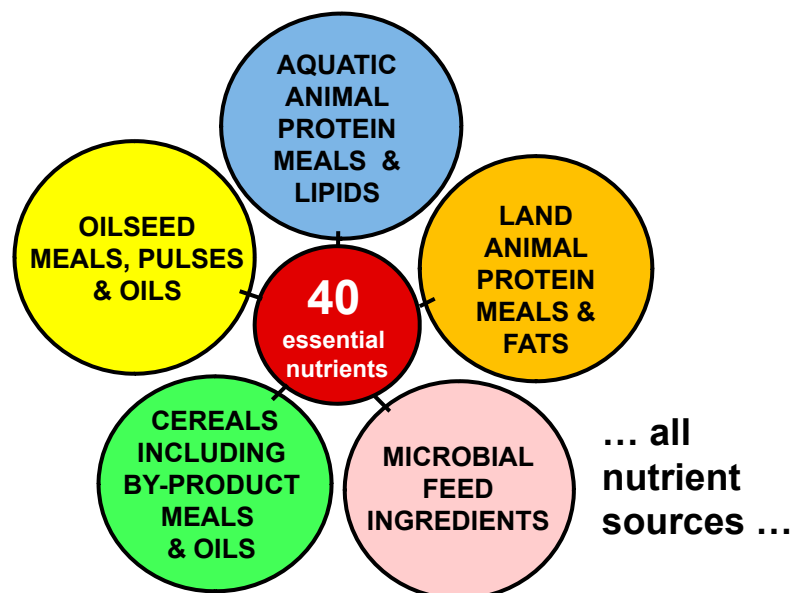 AQUATIC
ANIMAL
PROTEIN
MEALS &
LIPIDS
OILSEED
MEALS, PULSES
& OILS
LAND
ANIMAL
PROTEIN
MEALS &
FATS
40
essential
nutrients
CEREALS
INCLUDING
BY-PRODUCT
MEALS
& OILS
MICROBIAL
FEED
INGREDIENTS
… all
nutrient
sources …